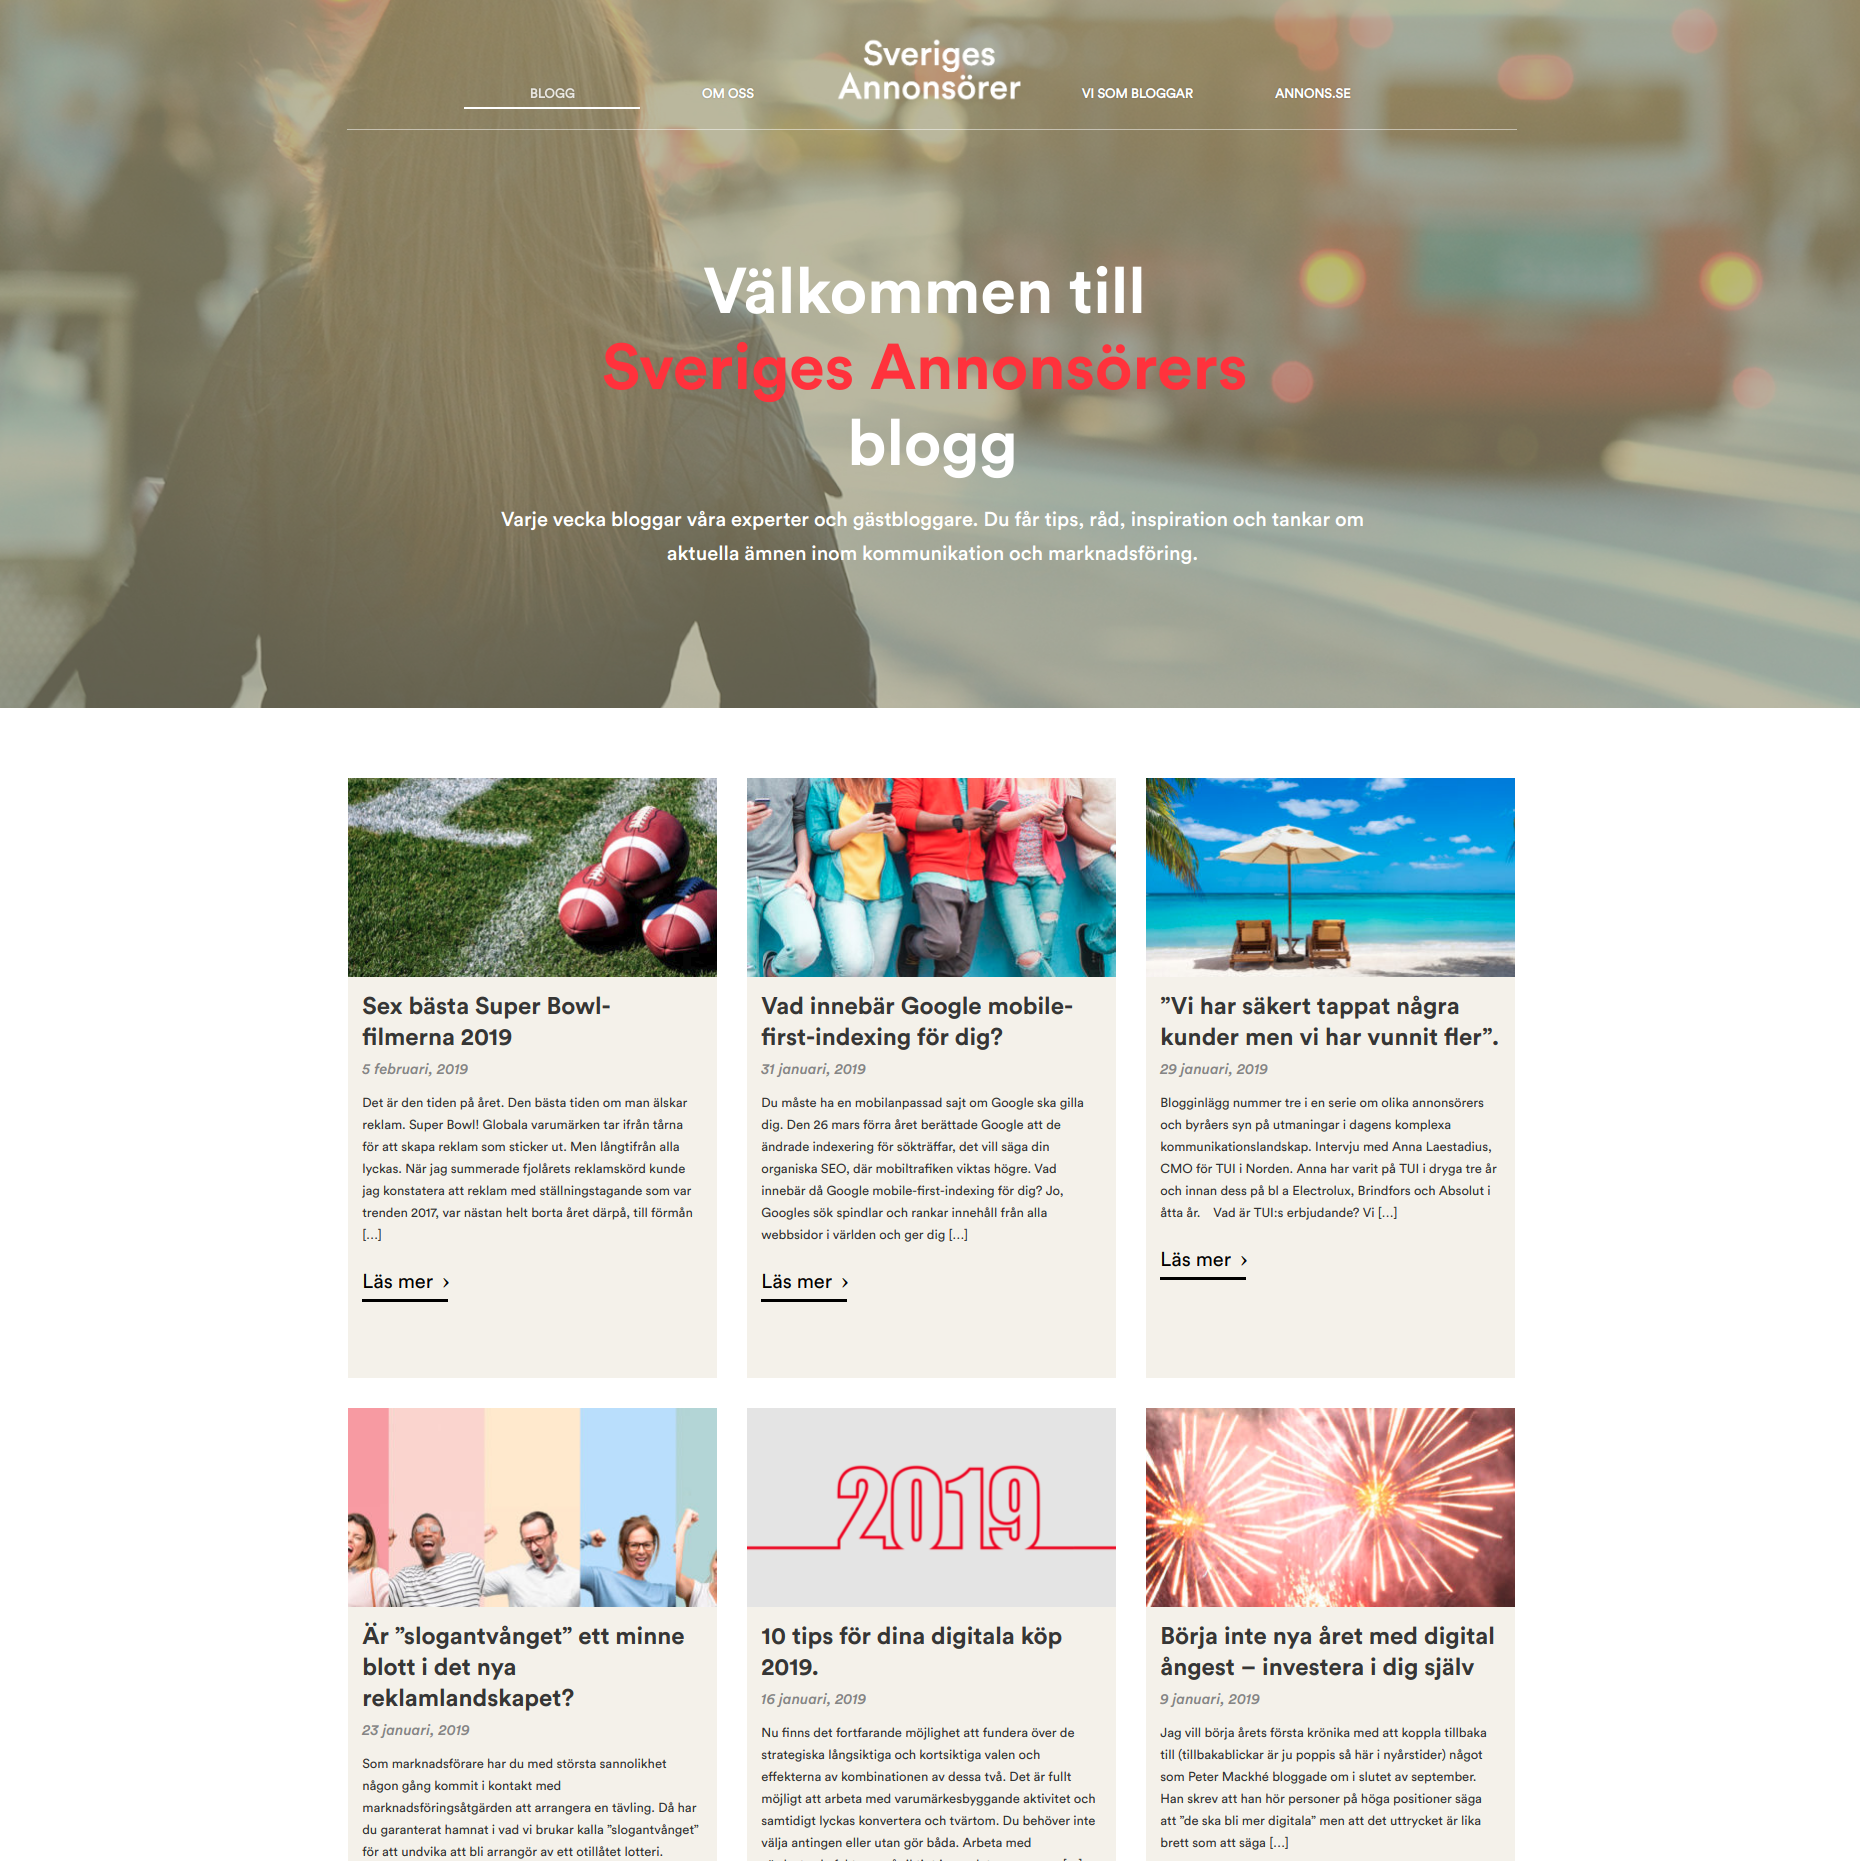 Sveriges
Annonsörer
BLOGG
OM OSS
VI SOM BLOGGAR
ANNONS.SE
Välkommen till
Sveriges Annonsörers
blogg
Varje vecka bloggar våra experter och gästbloggare. Du får tips, råd, inspiration och tankar om
aktuella ämnen inom kommunikation och marknadsföring.
Sex bästa Super Bowl-
filmerna 2019
5 februari, 2019
Det är den tiden på året. Den bästa tiden om man älskar
reklam. Super Bowl! Globala varumärken tar ifrån tårna
för att skapa reklam som sticker ut. Men långtifrån alla
lyckas. När jag summerade fjolårets reklamskörd kunde
jag konstatera att reklam med ställningstagande som var
trenden 2017, var nästan helt borta året därpå, till förmån
[…]
Läs mer ›
Vad innebär Google mobile-
first-indexing för dig?
31 januari, 2019
Du måste ha en mobilanpassad sajt om Google ska gilla
dig. Den 26 mars förra året berättade Google att de
ändrade indexering för sökträffar, det vill säga din
organiska SEO, där mobiltrafiken viktas högre. Vad
innebär då Google mobile-first-indexing för dig? Jo,
Googles sök spindlar och rankar innehåll från alla
webbsidor i världen och ger dig […]
Läs mer ›
”Vi har säkert tappat några
kunder men vi har vunnit fler”.
29 januari, 2019
Blogginlägg nummer tre i en serie om olika annonsörers
och byråers syn på utmaningar i dagens komplexa
kommunikationslandskap. Intervju med Anna Laestadius,
CMO för TUI i Norden. Anna har varit på TUI i dryga tre år
och innan dess på bl a Electrolux, Brindfors och Absolut i
åtta år. Vad är TUI:s erbjudande? Vi […]
Läs mer ›
2019
Är ”slogantvånget” ett minne
blott i det nya
reklamlandskapet?
23 januari, 2019
Som marknadsförare har du med största sannolikhet
någon gång kommit i kontakt med
marknadsföringsåtgärden att arrangera en tävling. Då har
du garanterat hamnat i vad vi brukar kalla ”slogantvånget”
för att undvika att bli arrangör av ett otillåtet lotteri.
10 tips för dina digitala köp
2019.
16 januari, 2019
Nu finns det fortfarande möjlighet att fundera över de
strategiska långsiktiga och kortsiktiga valen och
effekterna av kombinationen av dessa två. Det är fullt
möjligt att arbeta med varumärkesbyggande aktivitet och
samtidigt lyckas konvertera och tvärtom. Du behöver inte
välja antingen eller utan gör båda. Arbeta med
Börja inte nya året med digital
ångest – investera i dig själv
9 januari, 2019
Jag vill börja årets första krönika med att koppla tillbaka
till (tillbakablickar är ju poppis så här i nyårstider) något
som Peter Mackhé bloggade om i slutet av september.
Han skrev att han hör personer på höga positioner säga
att ”de ska bli mer digitala” men att det uttrycket är lika
brett som att säga […]